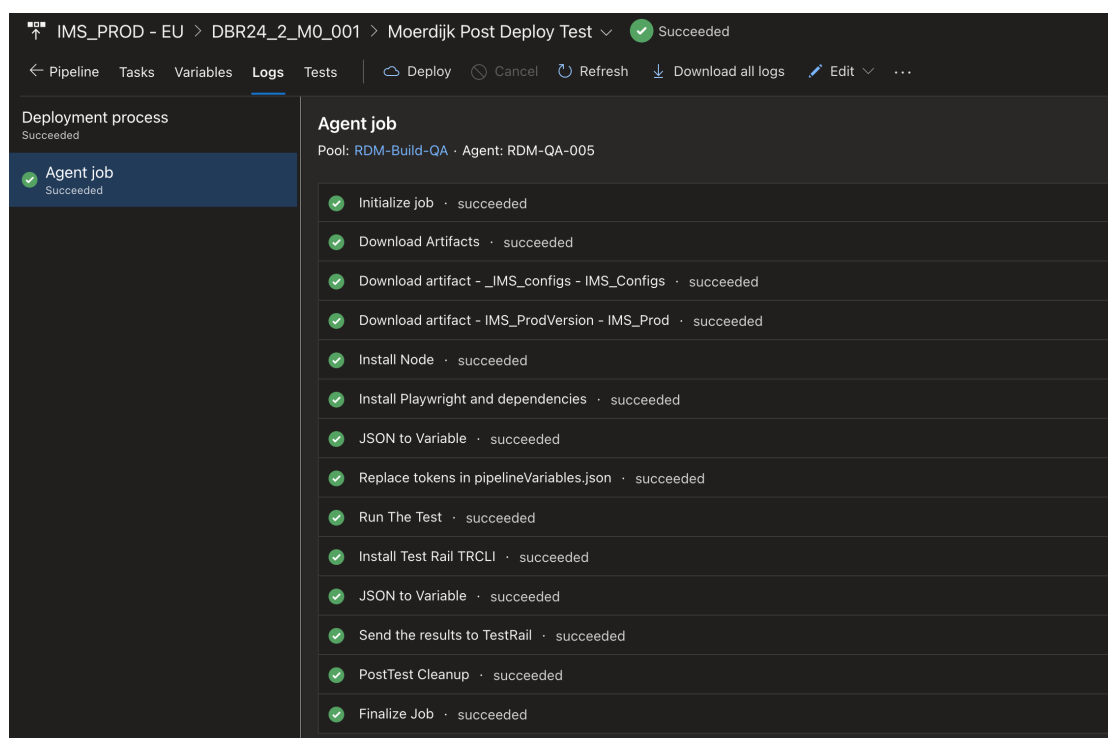 IMS_PROD - EU > DBR24_2_M0_001 > Moerdijk Post Deploy Test Succeeded
Pipeline Tasks Variables Logs Tests Deploy Cancel Refresh Download all logs Edit ...
Deployment process
Succeeded
Agent job
Succeeded
Agent job
Pool: RDM-Build-QA · Agent: RDM-QA-005
Initialize job · succeeded
Download Artifacts · succeeded
Download artifact - _IMS_configs - IMS_Configs · succeeded
Download artifact - IMS_ProdVersion - IMS_Prod · succeeded
Install Node · succeeded
Install Playwright and dependencies · succeeded
JSON to Variable · succeeded
Replace tokens in pipelineVariables.json · succeeded
Run The Test · succeeded
Install Test Rail TRCLI · succeeded
JSON to Variable · succeeded
Send the results to TestRail · succeeded
PostTest Cleanup · succeeded
Finalize Job · succeeded